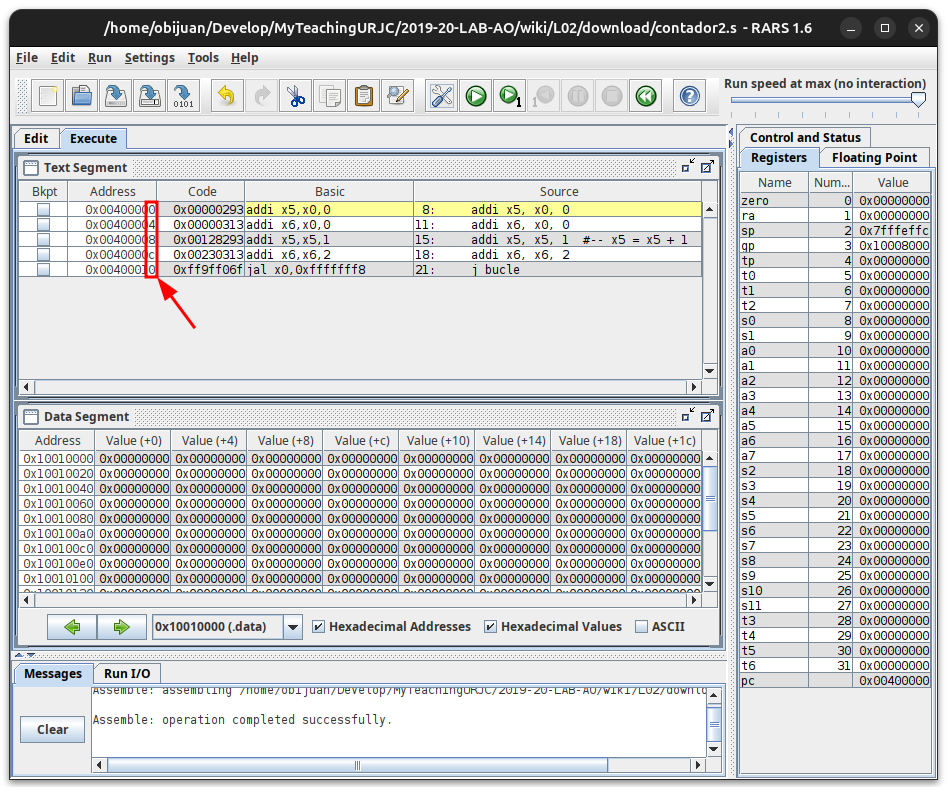 /home/obijuan/Develop/MyTeachingURJC/2019-20-LAB-AO/wiki/L02/download/contador2.s - RARS 1.6
File Edit Run Settings Tools Help
Run speed at max (no interaction)
Edit Execute
Text Segment
Bkpt Address Code Basic Source
0x00400000 0x00000293 addi x5,x0,0 8: addi x5, x0, 0
0x00400004 0x00000313 addi x6,x0,0 11: addi x6, x0, 0
0x00400008 0x00128293 addi x5,x5,1 15: addi x5, x5, 1 #-- x5 = x5 + 1
0x0040000c 0x00230313 addi x6,x6,2 18: addi x6, x6, 2
0x00400010 0xff9ff06f jal x0,0xfffffff8 21: j bucle
Data Segment
Address Value (+0) Value (+4) Value (+8) Value (+c) Value (+10) Value (+14) Value (+18) Value (+1c)
0x10010000 0x00000000 0x00000000 0x00000000 0x00000000 0x00000000 0x00000000 0x00000000 0x00000000
0x10010020 0x00000000 0x00000000 0x00000000 0x00000000 0x00000000 0x00000000 0x00000000 0x00000000
0x10010040 0x00000000 0x00000000 0x00000000 0x00000000 0x00000000 0x00000000 0x00000000 0x00000000
0x10010060 0x00000000 0x00000000 0x00000000 0x00000000 0x00000000 0x00000000 0x00000000 0x00000000
0x10010080 0x00000000 0x00000000 0x00000000 0x00000000 0x00000000 0x00000000 0x00000000 0x00000000
0x100100a0 0x00000000 0x00000000 0x00000000 0x00000000 0x00000000 0x00000000 0x00000000 0x00000000
0x100100c0 0x00000000 0x00000000 0x00000000 0x00000000 0x00000000 0x00000000 0x00000000 0x00000000
0x100100e0 0x00000000 0x00000000 0x00000000 0x00000000 0x00000000 0x00000000 0x00000000 0x00000000
0x10010100 0x00000000 0x00000000 0x00000000 0x00000000 0x00000000 0x00000000 0x00000000 0x00000000
0x10010000 (.data) Hexadecimal Addresses Hexadecimal Values ASCII
Messages Run I/O
Assemble: assembling /home/obijuan/Develop/MyTeachingURJC/2019-20-LAB-AO/wiki/L02/downlo
Assemble: operation completed successfully.
Clear
Control and Status
Registers Floating Point
Name Num... Value
zero 0 0x00000000
ra 1 0x00000000
sp 2 0x7fffeffc
gp 3 0x10008000
tp 4 0x00000000
t0 5 0x00000000
t1 6 0x00000000
t2 7 0x00000000
s0 8 0x00000000
s1 9 0x00000000
a0 10 0x00000000
a1 11 0x00000000
a2 12 0x00000000
a3 13 0x00000000
a4 14 0x00000000
a5 15 0x00000000
a6 16 0x00000000
a7 17 0x00000000
s2 18 0x00000000
s3 19 0x00000000
s4 20 0x00000000
s5 21 0x00000000
s6 22 0x00000000
s7 23 0x00000000
s8 24 0x00000000
s9 25 0x00000000
s10 26 0x00000000
s11 27 0x00000000
t3 28 0x00000000
t4 29 0x00000000
t5 30 0x00000000
t6 31 0x00000000
pc 0x00400000